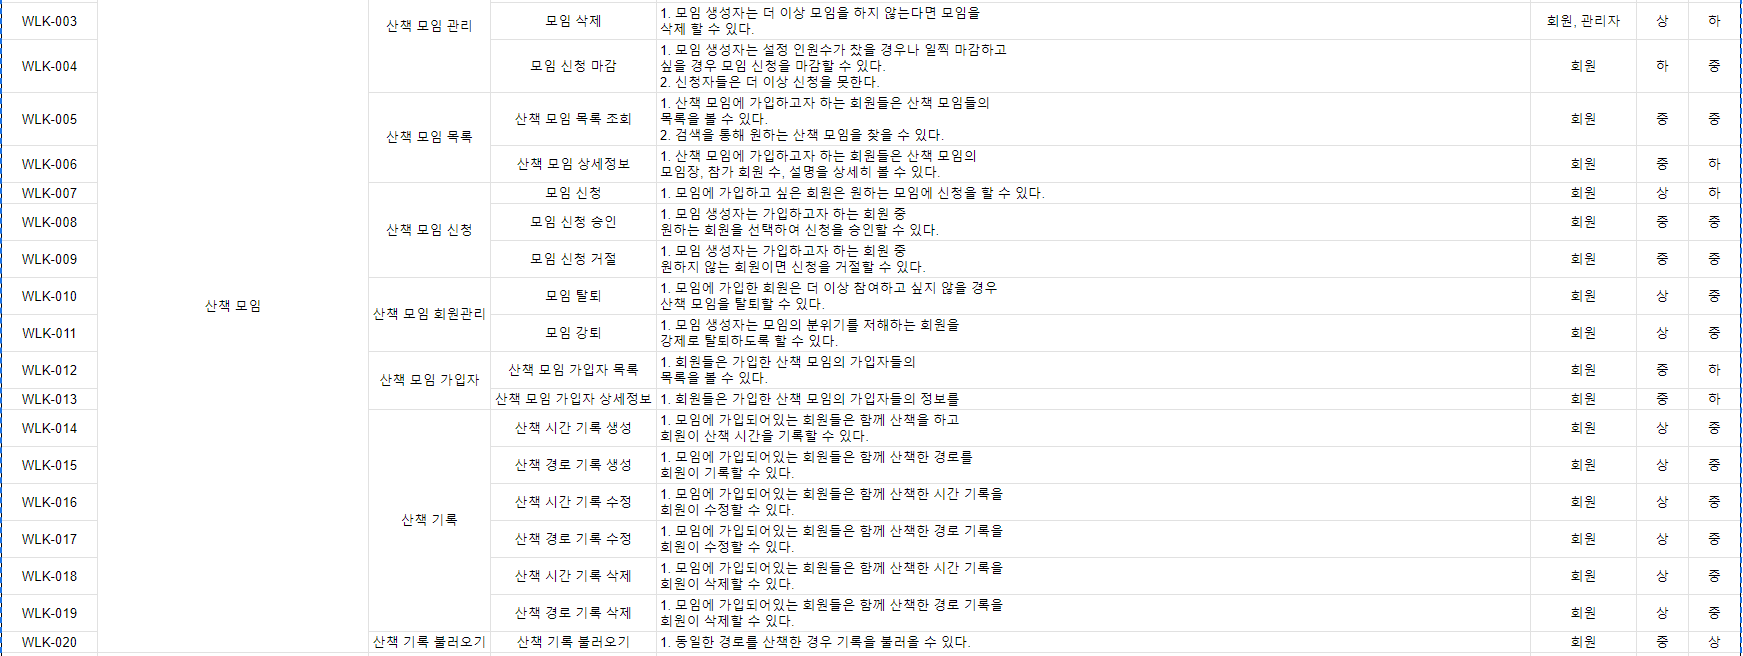 WLK-003
산책 모임 관리
모임 삭제
1. 모임 생성자는 더 이상 모임을 하지 않는다면 모임을
삭제 할 수 있다.
회원, 관리자
상
하
WLK-004
모임 신청 마감
1. 모임 생성자는 설정 인원수가 찼을 경우나 일찍 마감하고
싶을 경우 모임 신청을 마감할 수 있다.
2. 신청자들은 더 이상 신청을 못한다.
회원
하
중
WLK-005
산책 모임 목록
산책 모임 목록 조회
1. 산책 모임에 가입하고자 하는 회원들은 산책 모임들의
목록을 볼 수 있다.
2. 검색을 통해 원하는 산책 모임을 찾을 수 있다.
회원
중
중
WLK-006
산책 모임 상세정보
1. 산책 모임에 가입하고자 하는 회원들은 산책 모임의
모임장, 참가 회원 수, 설명을 상세히 볼 수 있다.
회원
중
하
WLK-007
산책 모임 신청
모임 신청
1. 모임에 가입하고 싶은 회원은 원하는 모임에 신청을 할 수 있다.
회원
상
하
WLK-008
모임 신청 승인
1. 모임 생성자는 가입하고자 하는 회원 중
원하는 회원을 선택하여 신청을 승인할 수 있다.
회원
중
중
WLK-009
모임 신청 거절
1. 모임 생성자는 가입하고자 하는 회원 중
원하지 않는 회원이면 신청을 거절할 수 있다.
회원
중
중
WLK-010
산책 모임
산책 모임 회원관리
모임 탈퇴
1. 모임에 가입한 회원은 더 이상 참여하고 싶지 않을 경우
산책 모임을 탈퇴할 수 있다.
회원
상
중
WLK-011
모임 강퇴
1. 모임 생성자는 모임의 분위기를 저해하는 회원을
강제로 탈퇴하도록 할 수 있다.
회원
상
중
WLK-012
산책 모임 가입자
산책 모임 가입자 목록
1. 회원들은 가입한 산책 모임의 가입자들의
목록을 볼 수 있다.
회원
중
하
WLK-013
산책 모임 가입자 상세정보
1. 회원들은 가입한 산책 모임의 가입자들의 정보를
회원
중
하
WLK-014
산책 기록
산책 시간 기록 생성
1. 모임에 가입되어있는 회원들은 함께 산책을 하고
회원이 산책 시간을 기록할 수 있다.
회원
상
중
WLK-015
산책 경로 기록 생성
1. 모임에 가입되어있는 회원들은 함께 산책한 경로를
회원이 기록할 수 있다.
회원
상
중
WLK-016
산책 시간 기록 수정
1. 모임에 가입되어있는 회원들은 함께 산책한 시간 기록을
회원이 수정할 수 있다.
회원
상
중
WLK-017
산책 경로 기록 수정
1. 모임에 가입되어있는 회원들은 함께 산책한 경로 기록을
회원이 수정할 수 있다.
회원
상
중
WLK-018
산책 시간 기록 삭제
1. 모임에 가입되어있는 회원들은 함께 산책한 시간 기록을
회원이 삭제할 수 있다.
회원
상
중
WLK-019
산책 경로 기록 삭제
1. 모임에 가입되어있는 회원들은 함께 산책한 경로 기록을
회원이 삭제할 수 있다.
회원
상
중
WLK-020
산책 기록 불러오기
산책 기록 불러오기
1. 동일한 경로를 산책한 경우 기록을 불러올 수 있다.
회원
중
상